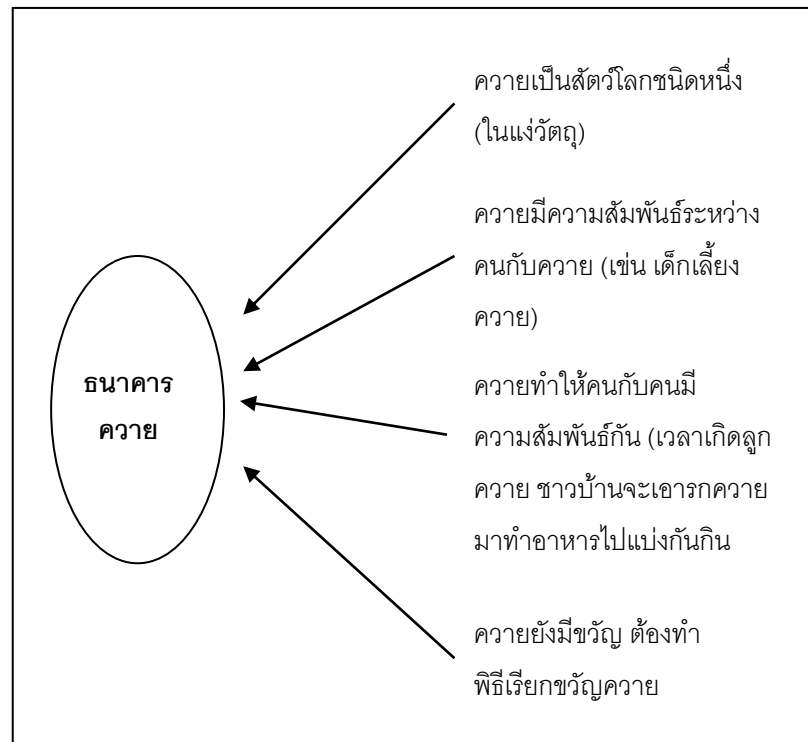 ควายเป็นสัตว์โลกชนิดหนึ่ง
(ในแง่วัตถุ)
ควายมีความสัมพันธ์ระหว่าง
คนกับควาย (เช่น เด็กเลี้ยง
ควาย)
ธนาคาร
ควาย
ควายทำให้คนกับคนมี
ความสัมพันธ์กัน (เวลาเกิดลูก
ควาย ชาวบ้านจะเอารกควาย
มาทำอาหารไปแบ่งกันกิน
ควายยังมีขวัญ ต้องทำ
พิธีเรียกขวัญควาย